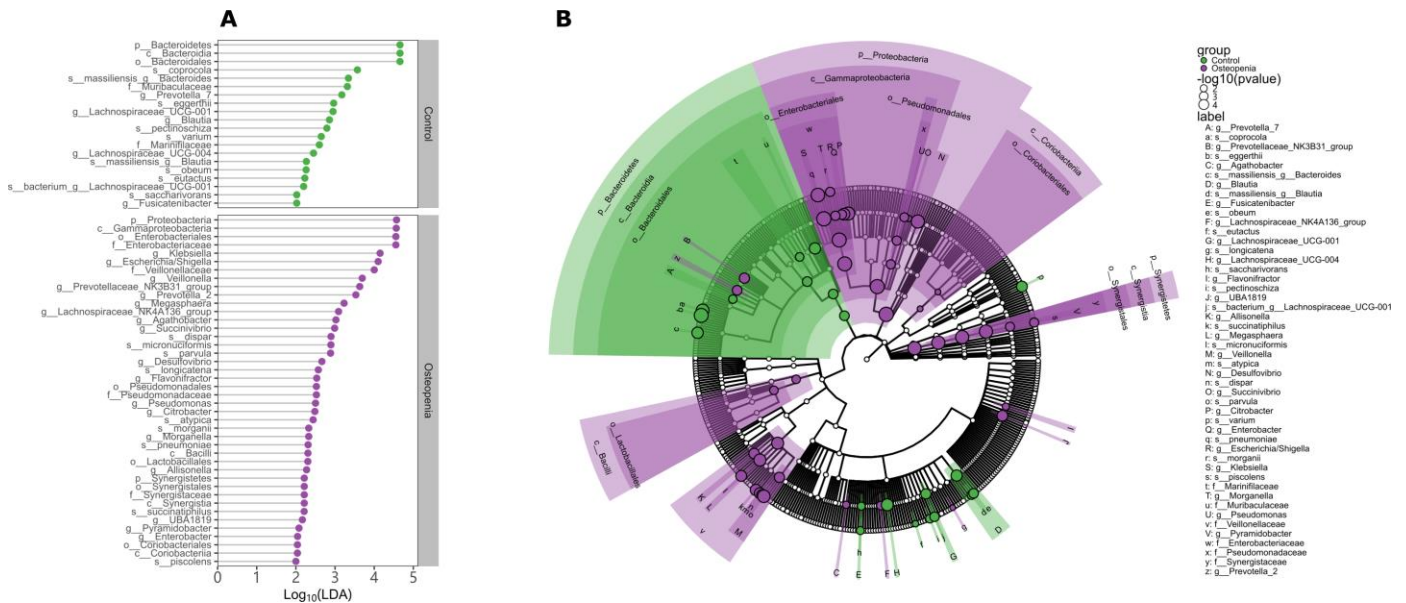 A
p__Bacteroidetes
c__Bacteroidia
o__Bacteroidales
s__coprocola
s__massiliensis_g__Bacteroides
f__Muribaculaceae
g__Prevotella_7
s__eggerthii
g__Lachnospiraceae_UCG-001
g__Blautia
s__pectinoschiza
s__varium
f__Marinifilaceae
g__Lachnospiraceae_UCG-004
s__massiliensis_g__Blautia
s__obeum
s__eutactus
s__bacterium_g__Lachnospiraceae_UCG-001
s__saccharivorans
g__Fusicatenibacter
Control
p__Proteobacteria
c__Gammaproteobacteria
o__Enterobacteriales
f__Enterobacteriaceae
g__Klebsiella
g__Escherichia/Shigella
f__Veillonellaceae
g__Veillonella
g__Prevotellaceae_NK3B31_group
g__Prevotella_2
g__Megasphaera
g__Lachnospiraceae_NK4A136_group
g__Agathobacter
g__Succinivibrio
s__dispar
s__micronuciformis
s__parvula
g__Desulfovibrio
s__longicatena
g__Flavonifractor
o__Pseudomonadales
f__Pseudomonadaceae
g__Pseudomonas
g__Citrobacter
s__atypica
s__morganii
g__Morganella
s__pneumoniae
c__Bacilli
o__Lactobacillales
g__Allisonella
p__Synergistetes
o__Synergistales
f__Synergistaceae
c__Synergistia
s__succinatiphilus
g__UBA1819
g__Pyramidobacter
g__Enterobacter
o__Coriobacteriales
c__Coriobacteriia
s__piscolens
Osteopenia
0 1 2 3 4 5
Log10(LDA)
B
p__Proteobacteria
c__Gammaproteobacteria
o__Enterobacteriales
o__Pseudomonadales
c__Coriobacteriia
o__Coriobacteriales
p__Bacteroidetes
c__Bacteroidia
o__Bacteroidales
p__Synergistetes
c__Synergistia
o__Synergistales
o__Lactobacillales
c__Bacilli
w
x
u
t
S T R Q P
U O N
q r
B
z
A
b a
c
p
s V y
K
L
n
k m o
M
v
C
h
E
F H
f
i
G
g
d e
D
group
Control
Osteopenia
-log10(pvalue)
2
3
4
label
A: g__Prevotella_7
a: s__coprocola
B: g__Prevotellaceae_NK3B31_group
b: s__eggerthii
C: g__Agathobacter
c: s__massiliensis_g__Bacteroides
D: g__Blautia
d: s__massiliensis_g__Blautia
E: g__Fusicatenibacter
e: s__obeum
F: g__Lachnospiraceae_NK4A136_group
f: s__eutactus
G: g__Lachnospiraceae_UCG-001
g: s__longicatena
H: g__Lachnospiraceae_UCG-004
h: s__saccharivorans
I: g__Flavonifractor
i: s__pectinoschiza
J: g__UBA1819
j: s__bacterium_g__Lachnospiraceae_UCG-001
K: g__Allisonella
k: s__succinatiphilus
L: g__Megasphaera
l: s__micronuciformis
M: g__Veillonella
m: s__atypica
N: g__Desulfovibrio
n: s__dispar
O: g__Succinivibrio
o: s__parvula
P: g__Citrobacter
p: s__varium
Q: g__Enterobacter
q: s__pneumoniae
R: g__Escherichia/Shigella
r: s__morganii
S: g__Klebsiella
s: s__piscolens
t: f__Marinifilaceae
T: g__Morganella
u: f__Muribaculaceae
U: g__Pseudomonas
v: f__Veillonellaceae
V: g__Pyramidobacter
w: f__Enterobacteriaceae
x: f__Pseudomonadaceae
y: f__Synergistaceae
z: g__Prevotella_2